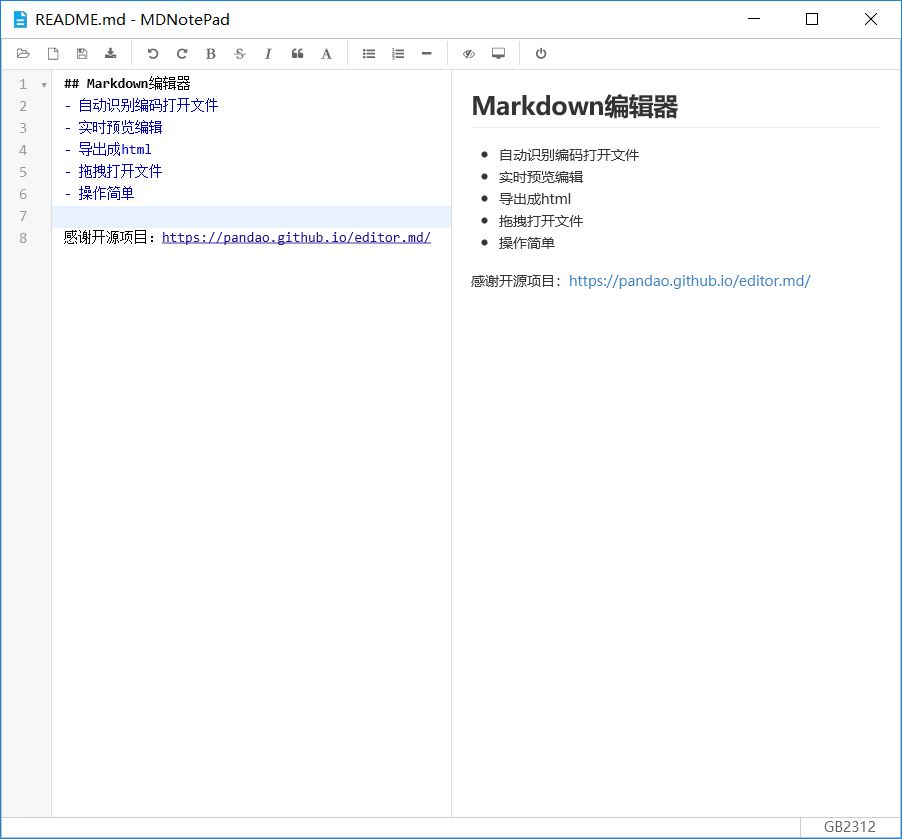 README.md - MDNotePad
B S I A
1 ## Markdown编辑器
2 - 自动识别编码打开文件
3 - 实时预览编辑
4 - 导出成html
5 - 拖拽打开文件
6 - 操作简单
7
8 感谢开源项目：https://pandao.github.io/editor.md/
Markdown编辑器
自动识别编码打开文件
实时预览编辑
导出成html
拖拽打开文件
操作简单
感谢开源项目：https://pandao.github.io/editor.md/
GB2312